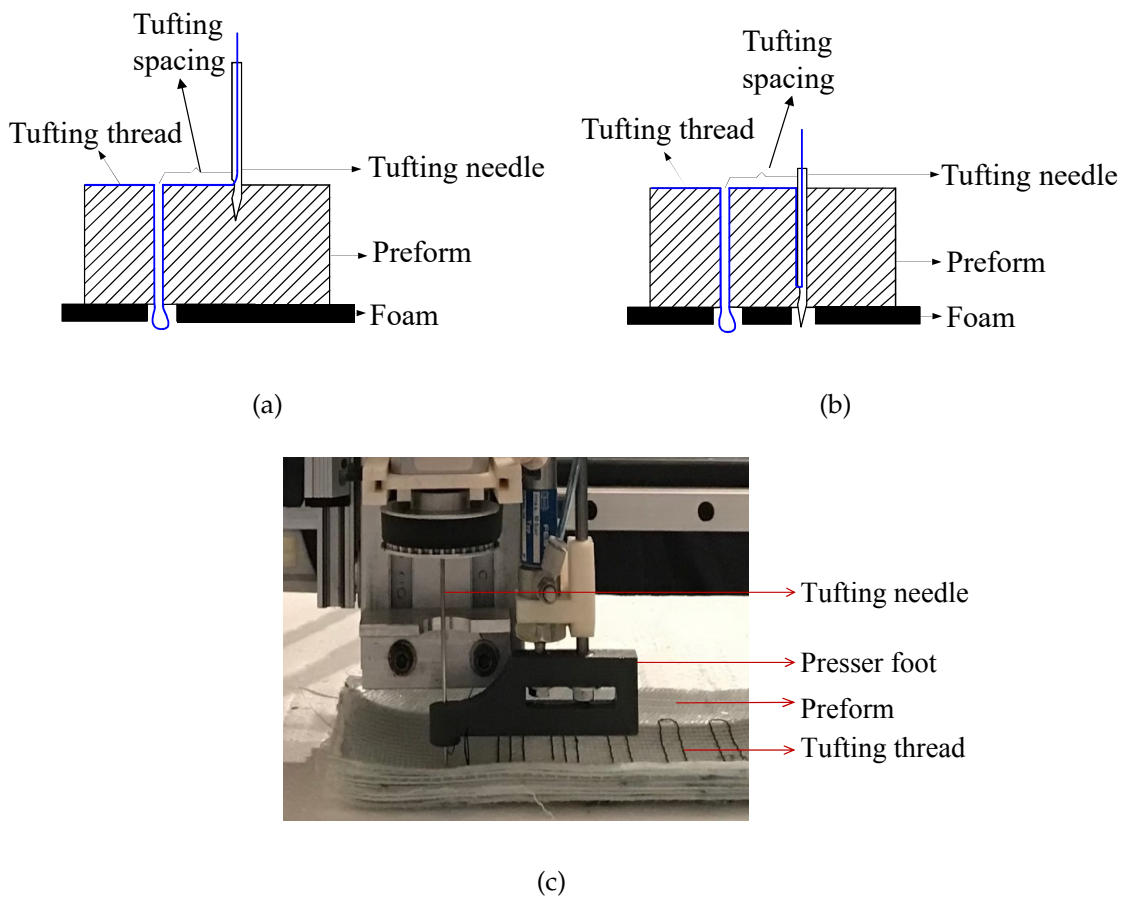 Tufting
spacing
Tufting thread
Tufting needle
Preform
Foam
(a)
Tufting
spacing
Tufting thread
Tufting needle
Preform
Foam
(b)
Tufting needle
Presser foot
Preform
Tufting thread
(c)